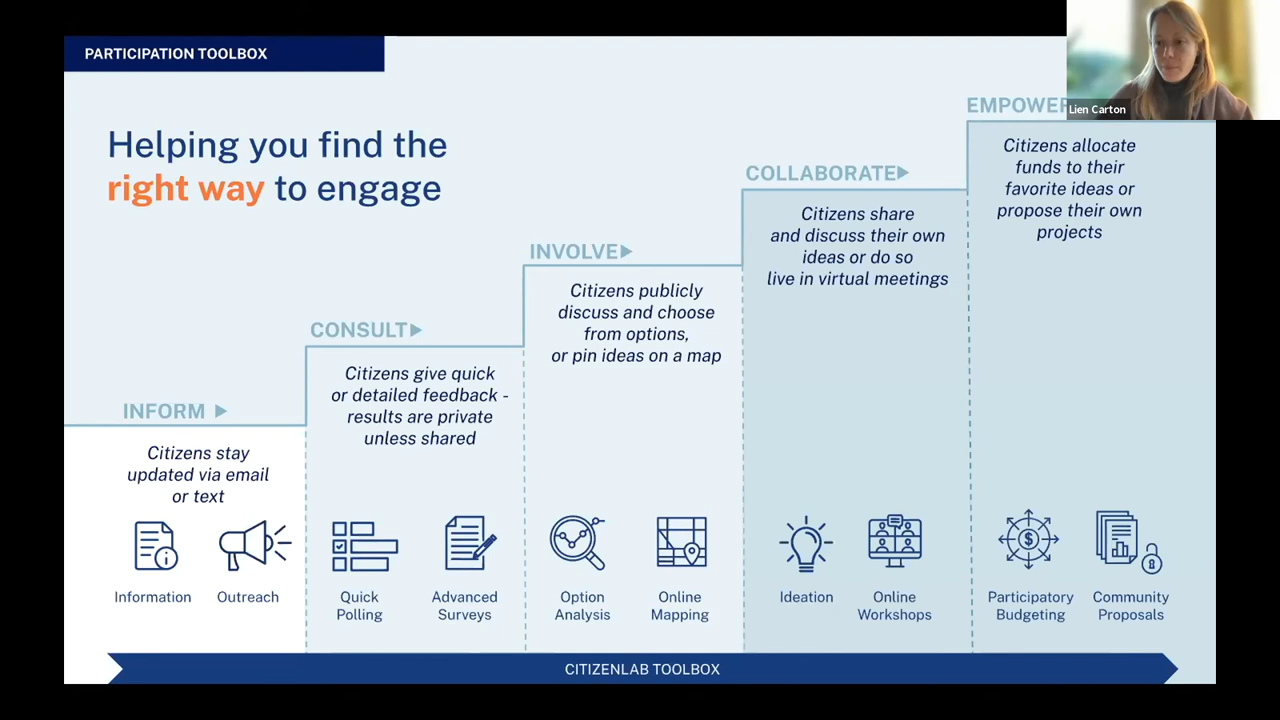 PARTICIPATION TOOLBOX
Lien Carton
Helping you find the
right way to engage
INFORM
Citizens stay
updated via email
or text
Information
Outreach
CONSULT
Citizens give quick
or detailed feedback -
results are private
unless shared
Quick
Polling
Advanced
Surveys
INVOLVE
Citizens publicly
discuss and choose
from options,
or pin ideas on a map
Option
Analysis
Online
Mapping
COLLABORATE
Citizens share
and discuss their own
ideas or do so
live in virtual meetings
Ideation
Online
Workshops
EMPOWER
Citizens allocate
funds to their
favorite ideas or
propose their own
projects
Participatory
Budgeting
Community
Proposals
CITIZENLAB TOOLBOX